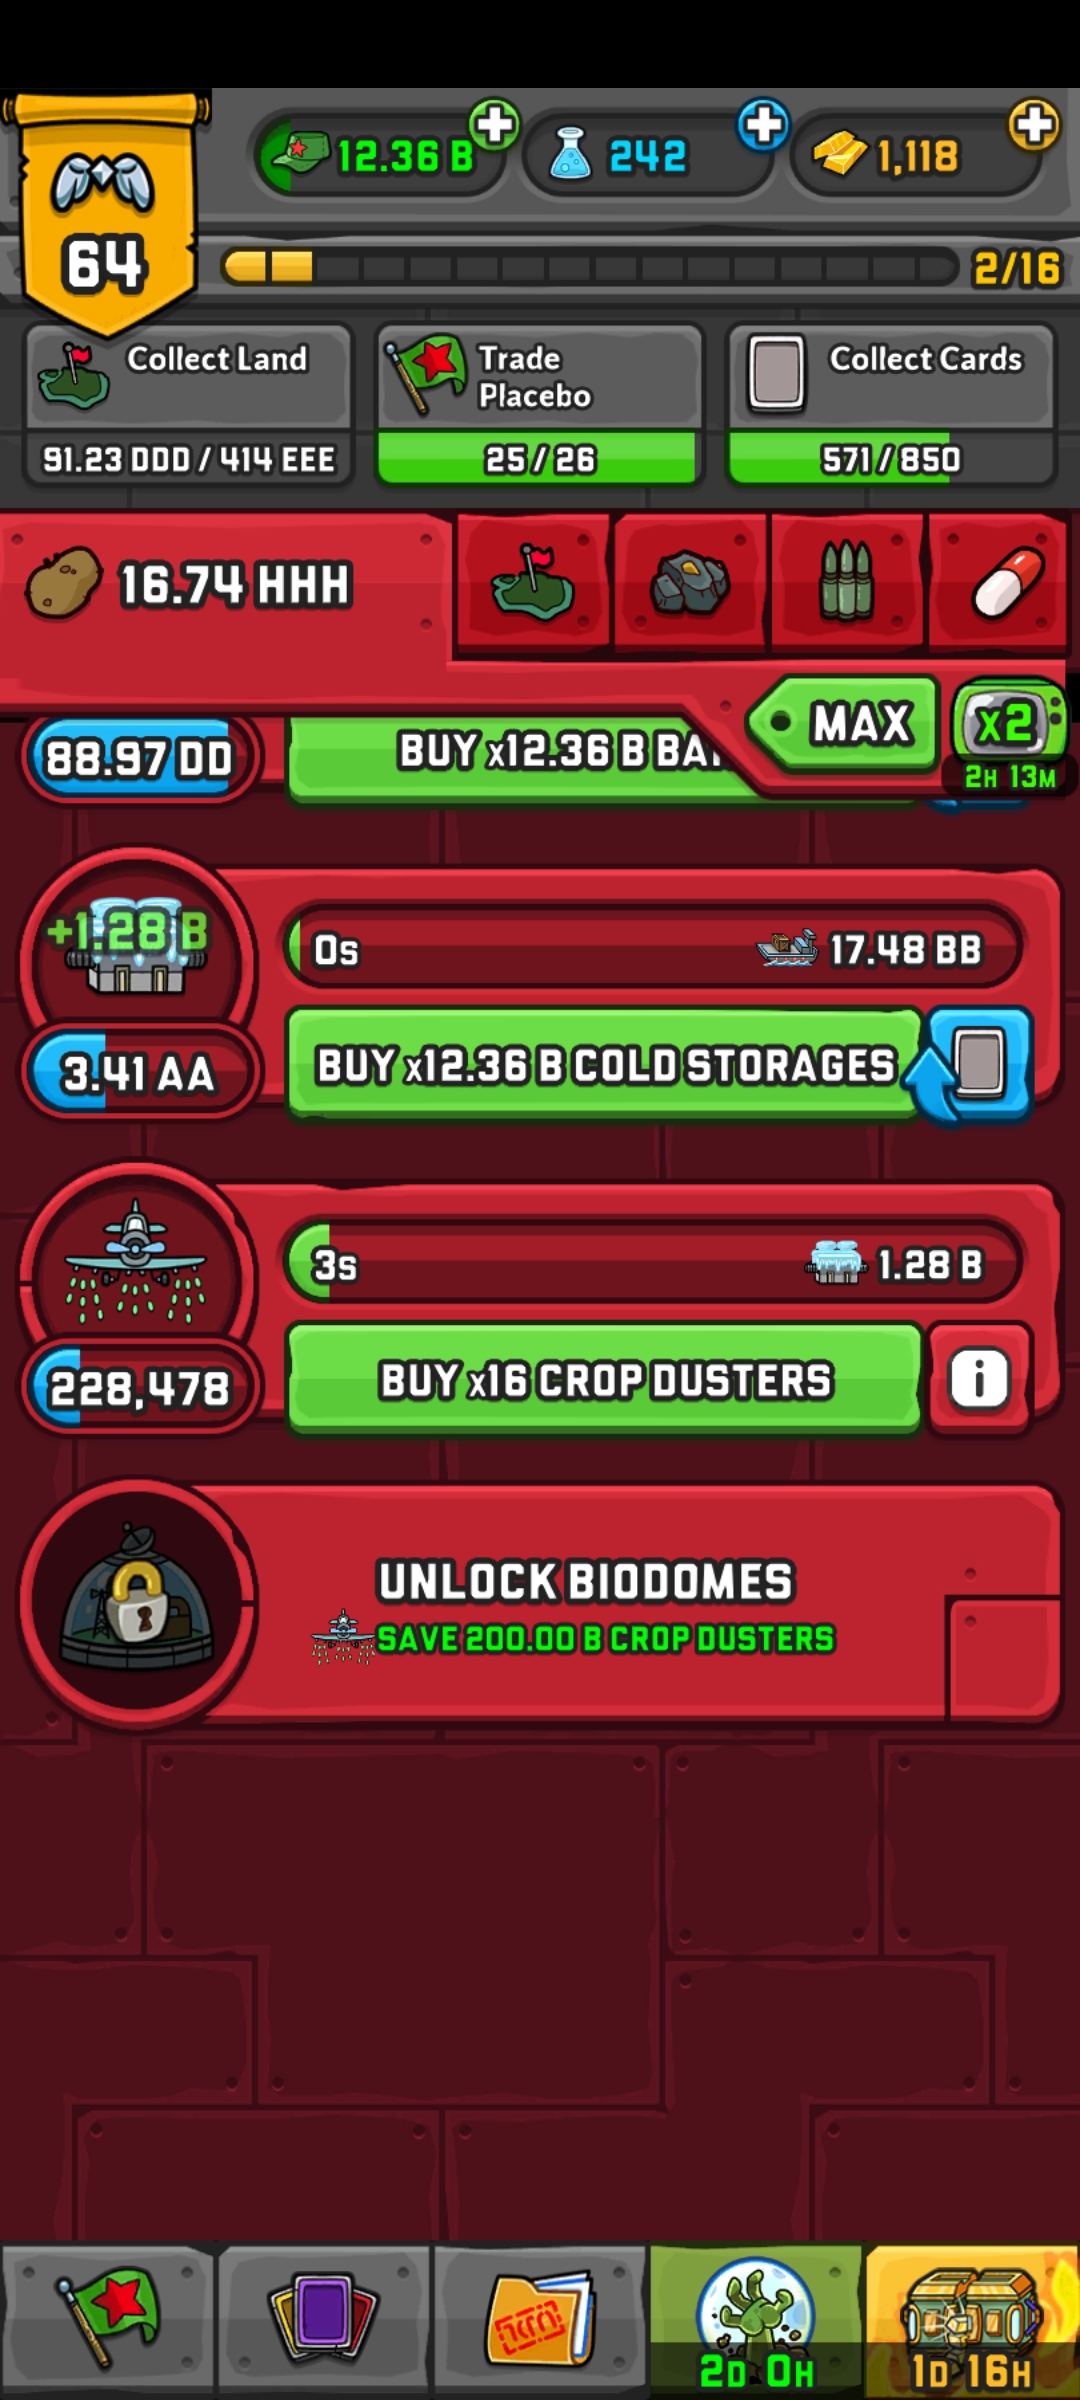 64
12.36 B
242
1,118
2/16
Collect Land
91.23 DDD / 414 EEE
Trade
Placebo
25 / 26
Collect Cards
571 / 850
16.74 HHH
MAX
X2
2H 13M
88.97 DD
BUY x12.36 B
+1.28 B
0s
17.48 BB
3.41 AA
BUY x12.36 B COLD STORAGES
3s
1.28 B
228,478
BUY x16 CROP DUSTERS
i
UNLOCK BIODOMES
SAVE 200.00 B CROP DUSTERS
2D 0H
1D 16H